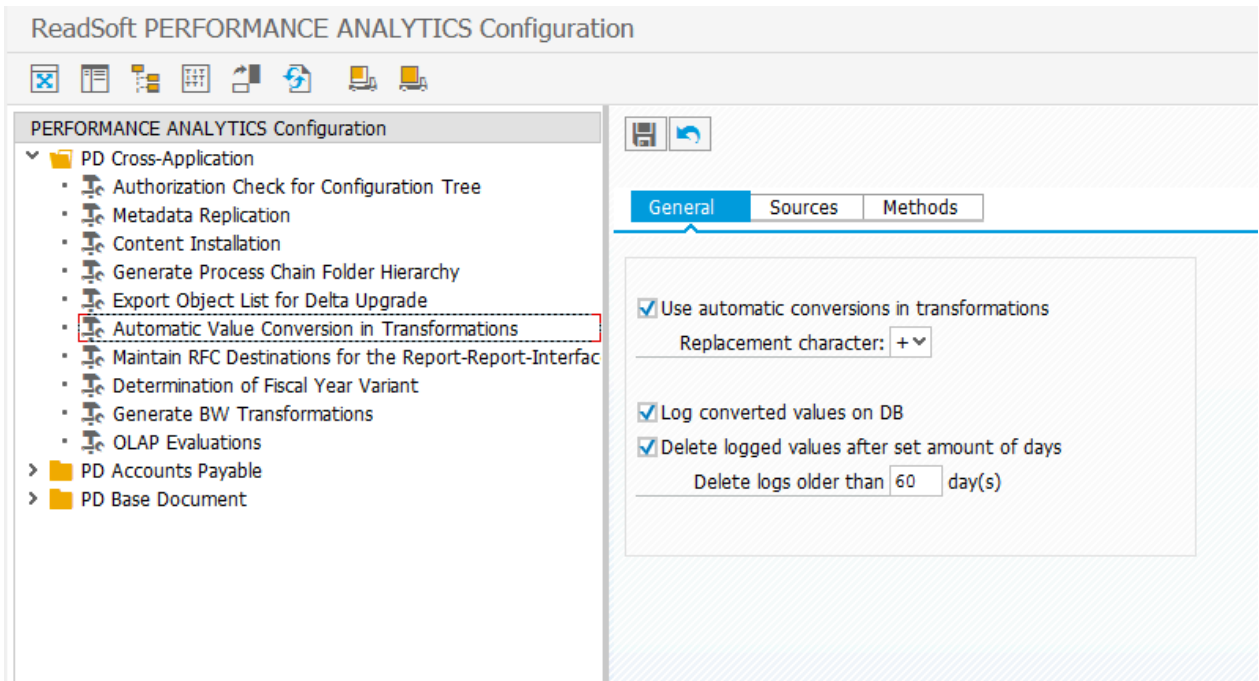 ReadSoft PERFORMANCE ANALYTICS Configuration
PERFORMANCE ANALYTICS Configuration
PD Cross-Application
Authorization Check for Configuration Tree
Metadata Replication
Content Installation
Generate Process Chain Folder Hierarchy
Export Object List for Delta Upgrade
Automatic Value Conversion in Transformations
Maintain RFC Destinations for the Report-Report-Interfac
Determination of Fiscal Year Variant
Generate BW Transformations
OLAP Evaluations
PD Accounts Payable
PD Base Document
General Sources Methods
Use automatic conversions in transformations
Replacement character: +
Log converted values on DB
Delete logged values after set amount of days
Delete logs older than 60 day(s)